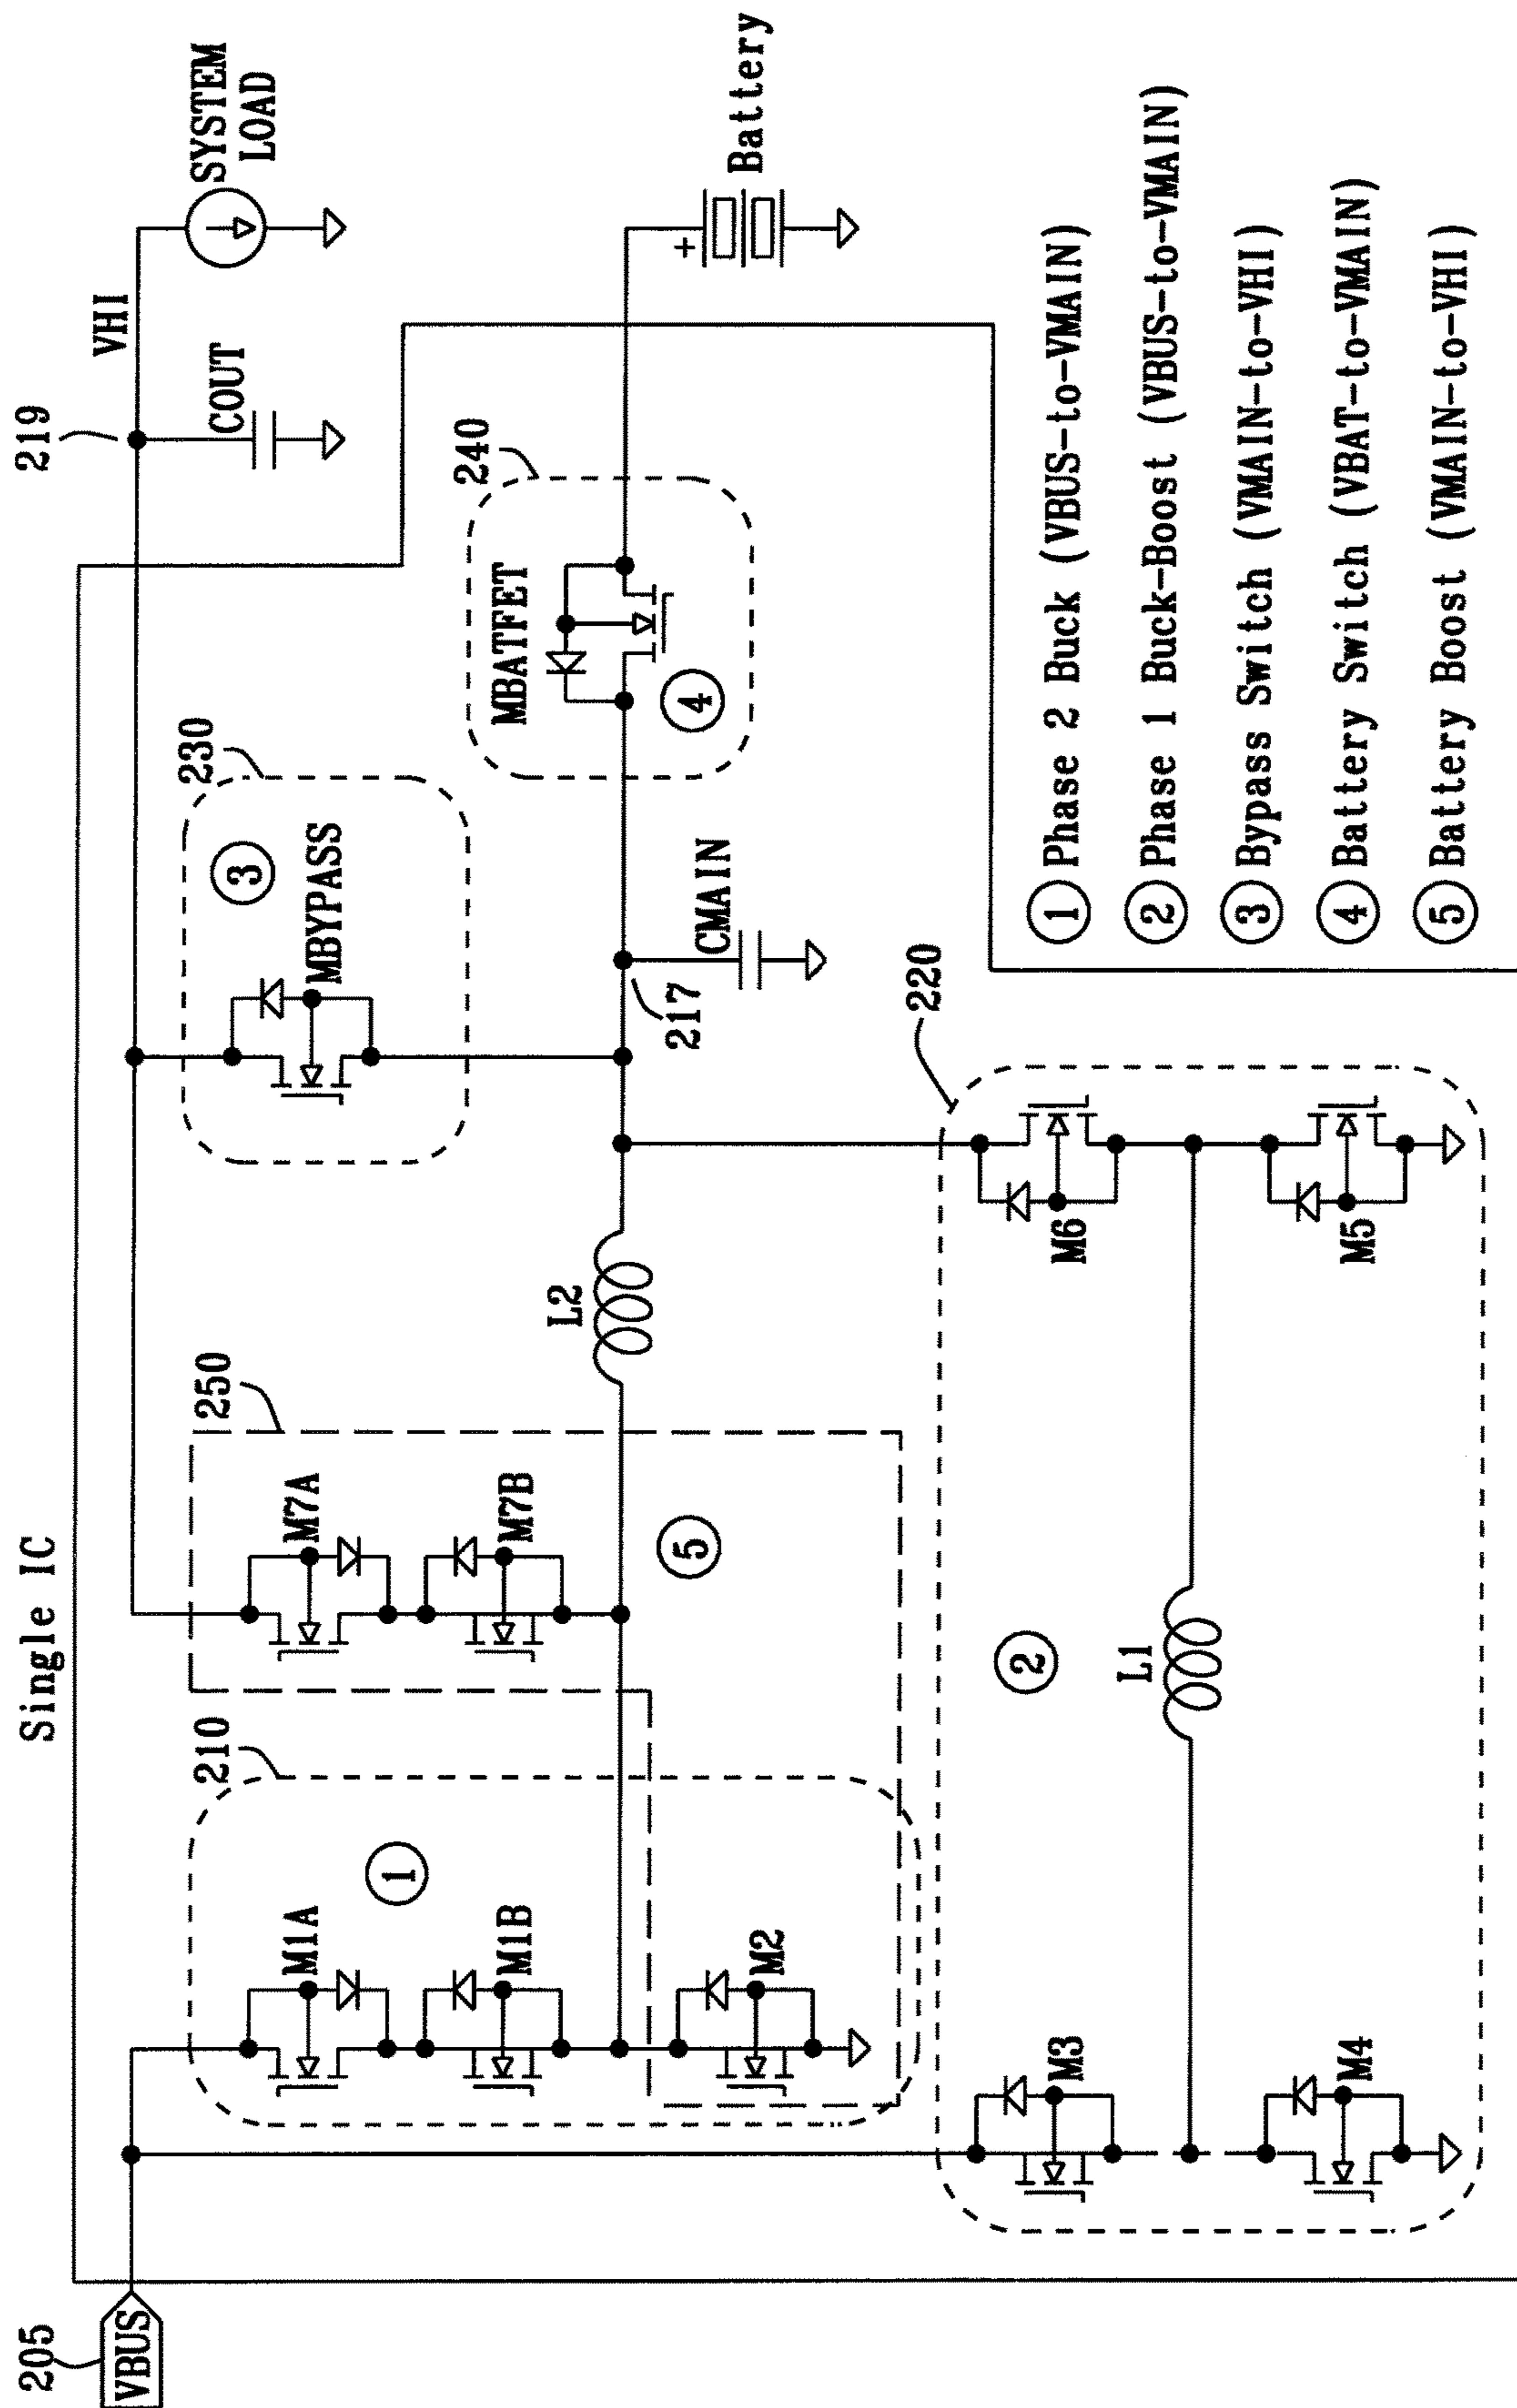 Single IC
205
VBUS
210
1
M1A
M1B
M2
250
M7A
M7B
5
L2
230
3
MBYPASS
217
CMAIN
240
MBATFET
4
219
VHI
COUT
SYSTEM
LOAD
+
Battery
220
2
M3
M4
L1
M6
M5
1 Phase 2 Buck (VBUS-to-VMAIN)
2 Phase 1 Buck-Boost (VBUS-to-VMAIN)
3 Bypass Switch (VMAIN-to-VHI)
4 Battery Switch (VBAT-to-VMAIN)
5 Battery Boost (VMAIN-to-VHI)